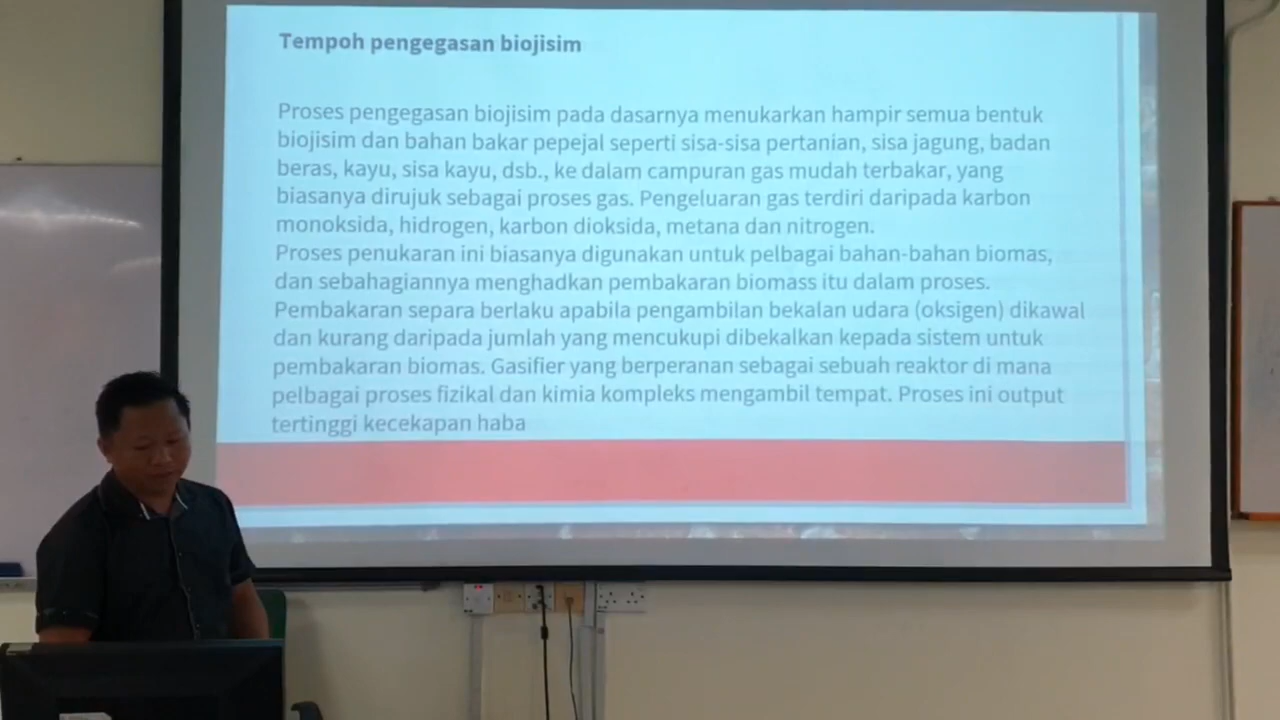 Tempoh pengegasan biojisim
Proses pengegasan biojisim pada dasarnya menukarkan hampir semua bentuk
biojisim dan bahan bakar pepejal seperti sisa-sisa pertanian, sisa jagung, badan
beras, kayu, sisa kayu, dsb., ke dalam campuran gas mudah terbakar, yang
biasanya dirujuk sebagai proses gas. Pengeluaran gas terdiri daripada karbon
monoksida, hidrogen, karbon dioksida, metana dan nitrogen.
Proses penukaran ini biasanya digunakan untuk pelbagai bahan-bahan biomas,
dan sebahagiannya menghadkan pembakaran biomass itu dalam proses.
Pembakaran separa berlaku apabila pengambilan bekalan udara (oksigen) dikawal
dan kurang daripada jumlah yang mencukupi dibekalkan kepada sistem untuk
pembakaran biomas. Gasifier yang berperanan sebagai sebuah reaktor di mana
pelbagai proses fizikal dan kimia kompleks mengambil tempat. Proses ini output
tertinggi kecekapan haba